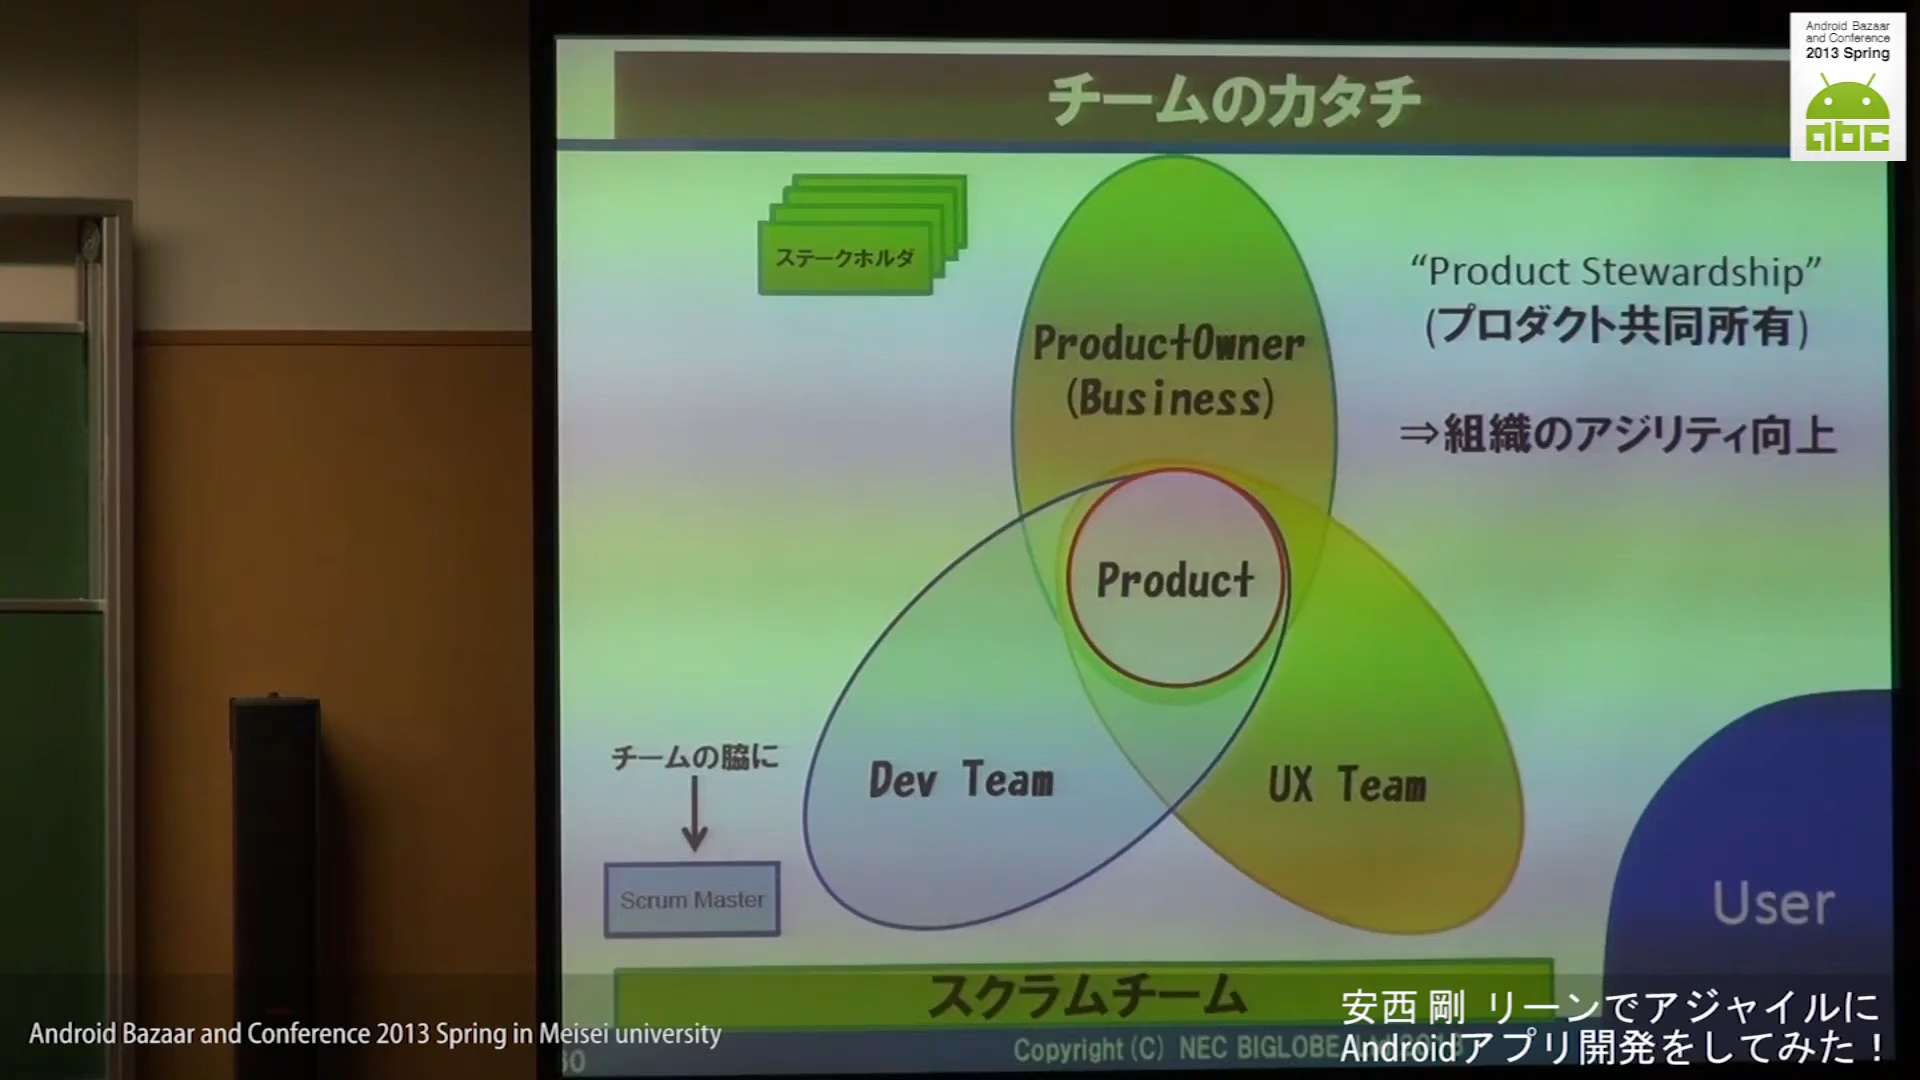 Android Bazaar
and Conference
2013 Spring
abc
チームのカタチ
ステークホルダ
ProductOwner
(Business)
“Product Stewardship”
(プロダクト共同所有)
⇒組織のアジリティ向上
Product
チームの脇に
Dev Team
UX Team
Scrum Master
User
スクラムチーム
安西 剛 リーンでアジャイルに
Androidアプリ開発をしてみた！
Android Bazaar and Conference 2013 Spring in Meisei university
Copyright (C) NEC BIGLOBE